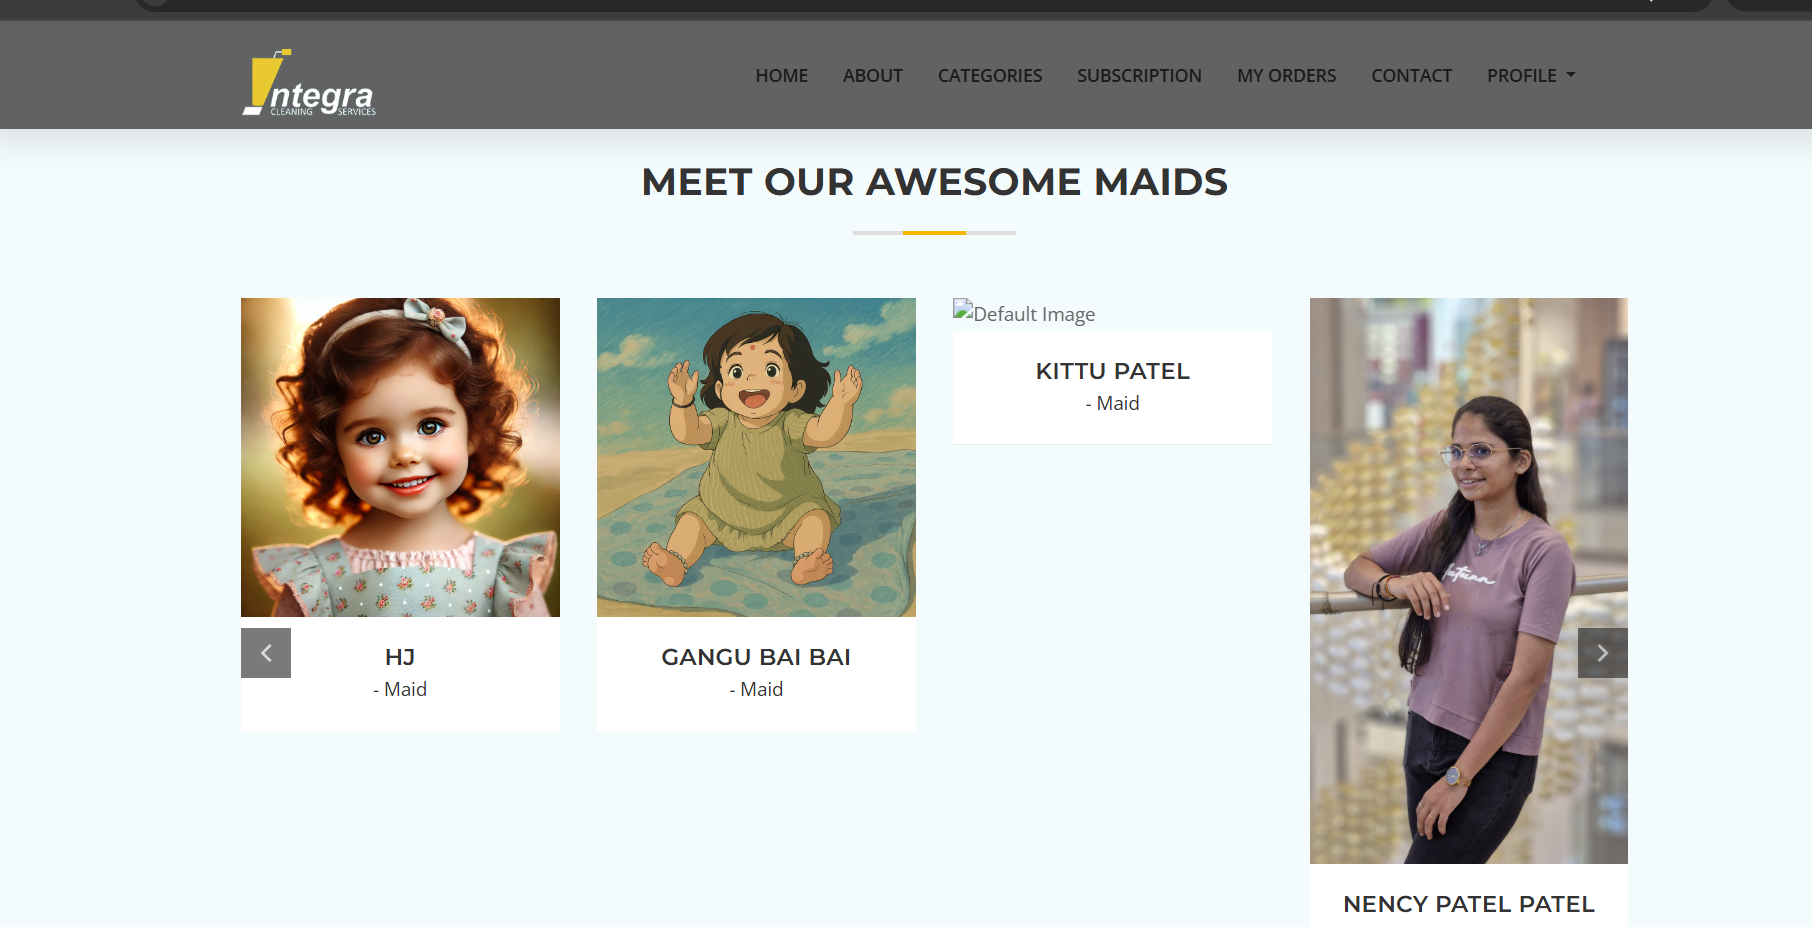 ntegra
CLEANING SERVICES
HOME ABOUT CATEGORIES SUBSCRIPTION MY ORDERS CONTACT PROFILE
MEET OUR AWESOME MAIDS
Default Image
KITTU PATEL
- Maid
HJ
- Maid
GANGU BAI BAI
- Maid
NENCY PATEL PATEL